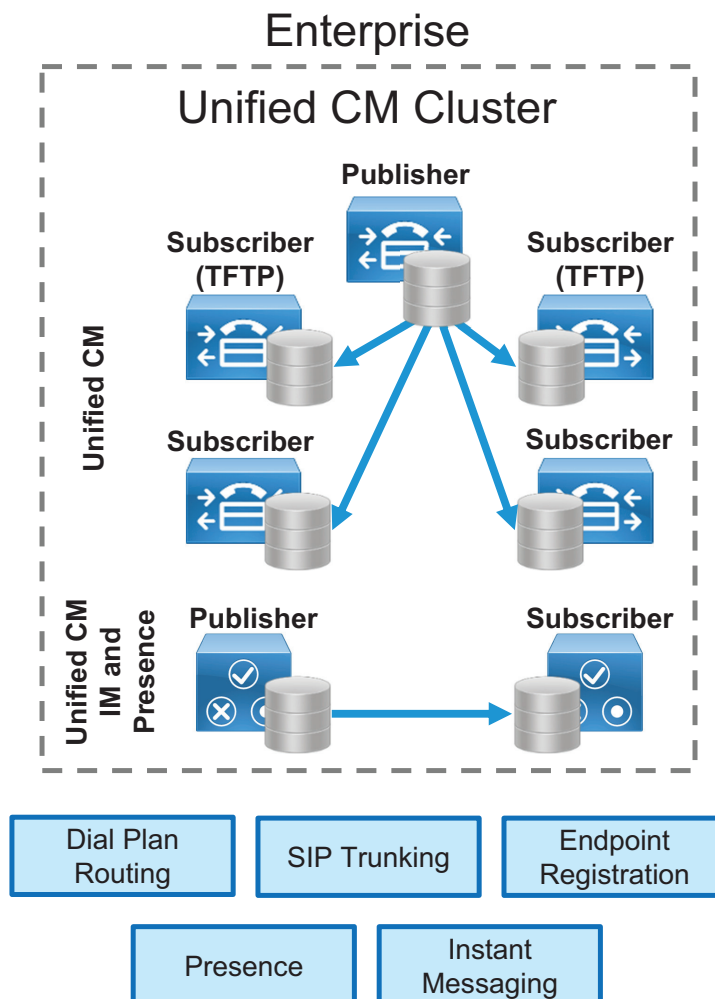 Enterprise
Unified CM Cluster
Publisher
Subscriber
(TFTP)
Subscriber
(TFTP)
Unified CM
Subscriber
Subscriber
Unified CM
IM and
Presence
Publisher
Subscriber
Dial Plan
Routing
SIP Trunking
Endpoint
Registration
Presence
Instant
Messaging